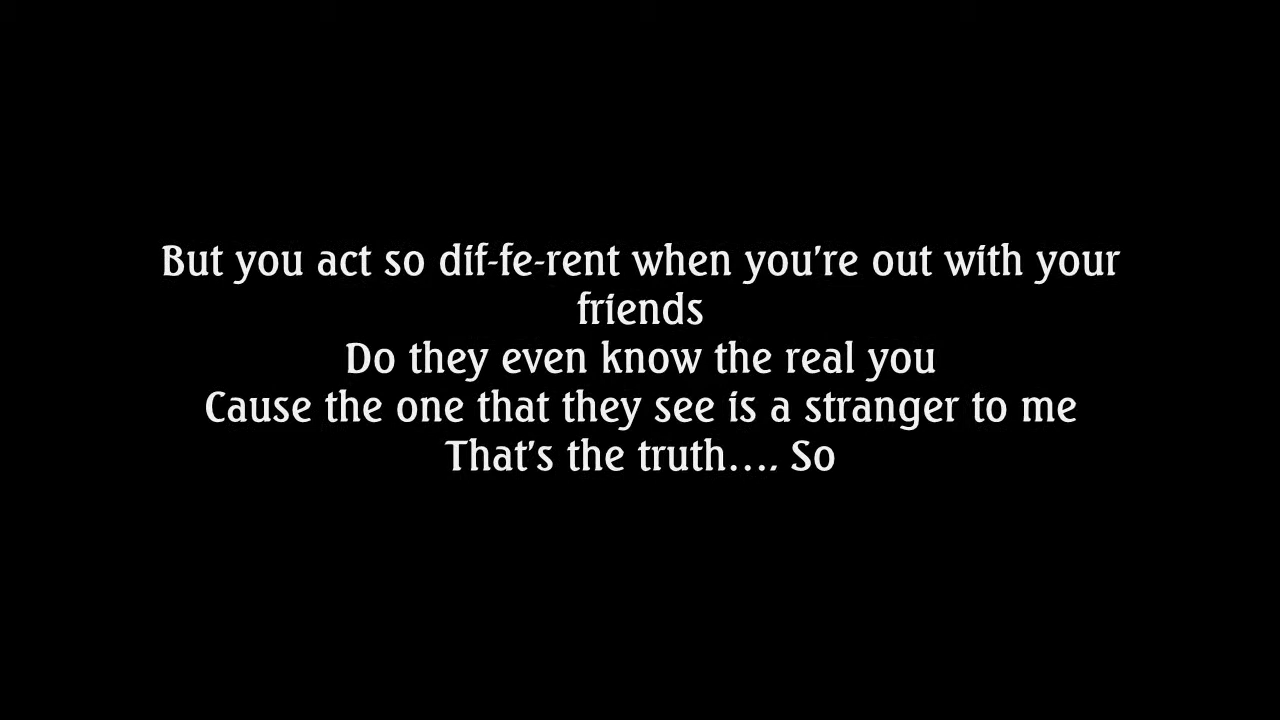 But you act so dif-fe-rent when you're out with your
friends
Do they even know the real you
Cause the one that they see is a stranger to me
That's the truth.... So